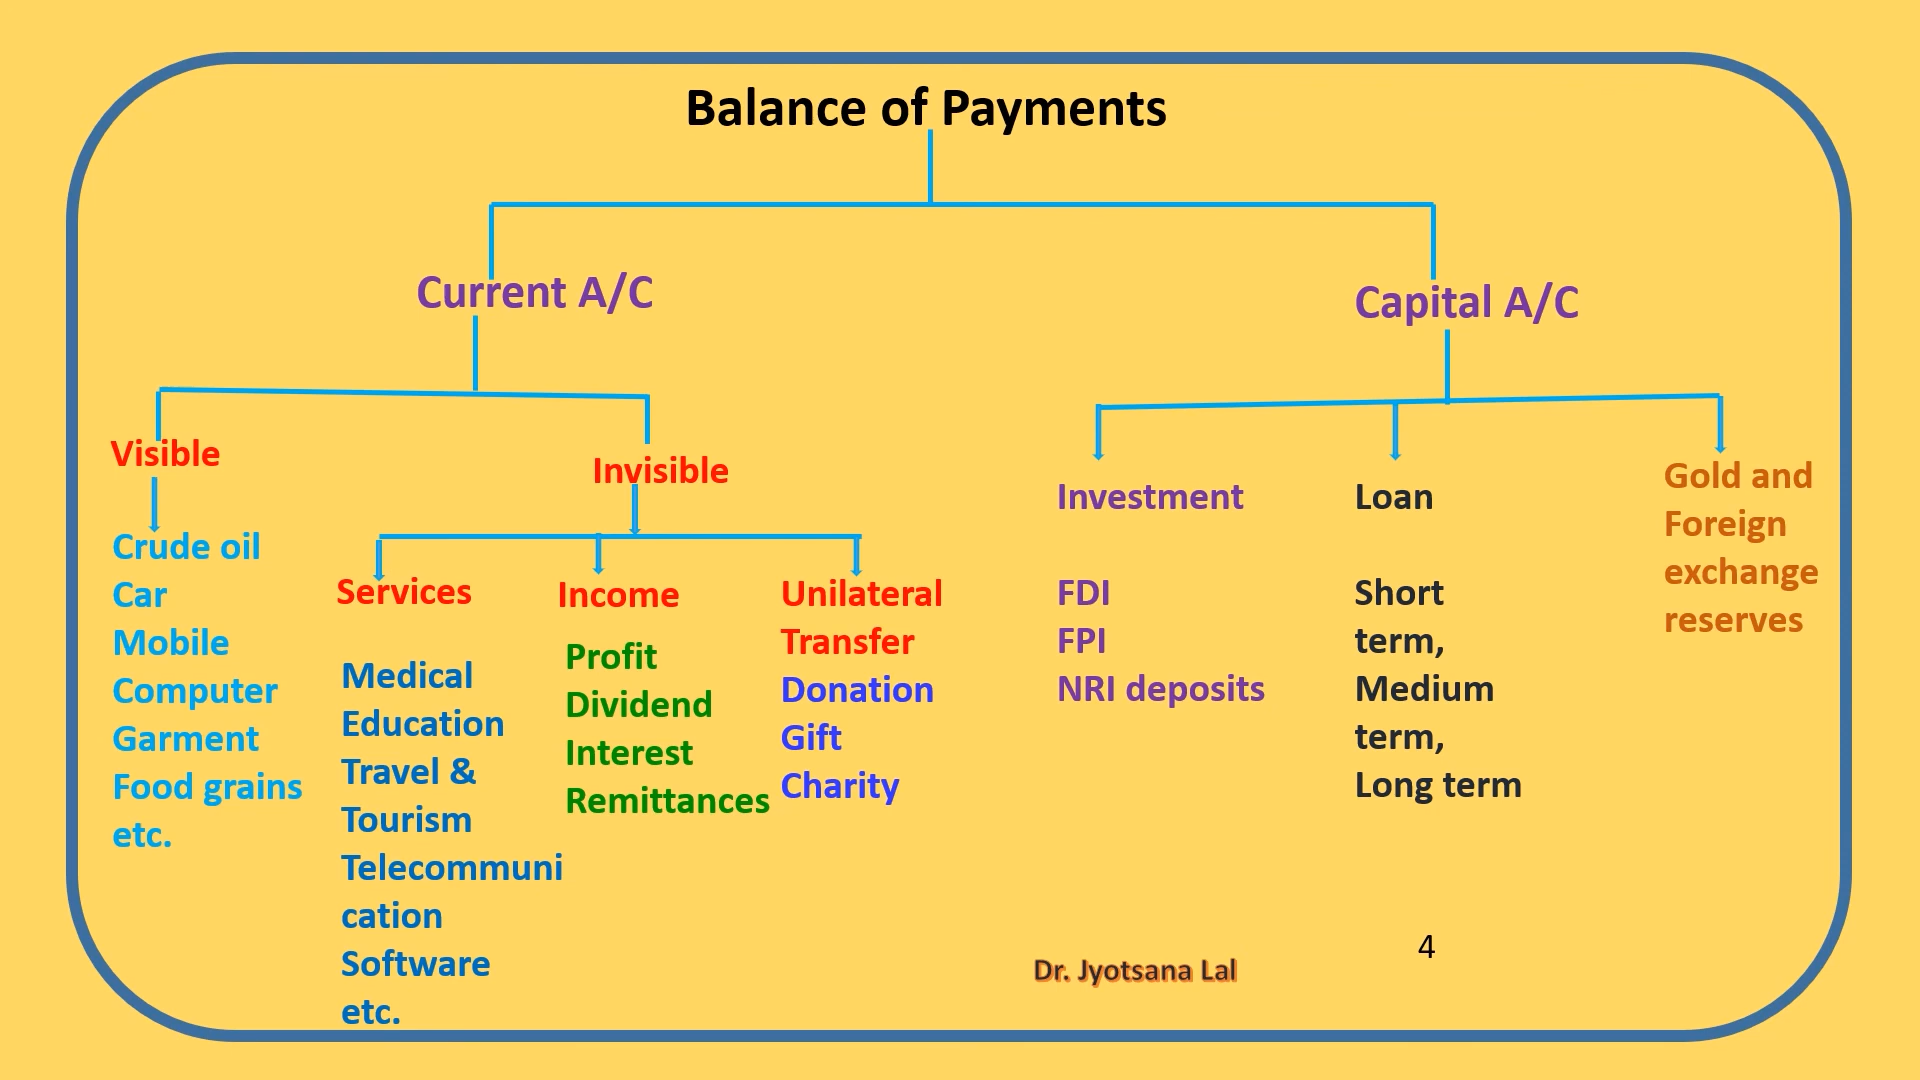 Balance of Payments
Current A/C
Capital A/C
Visible
Crude oil
Car
Mobile
Computer
Garment
Food grains
etc.
Invisible
Services
Medical
Education
Travel &
Tourism
Telecommuni
cation
Software
etc.
Income
Profit
Dividend
Interest
Remittances
Unilateral
Transfer
Donation
Gift
Charity
Investment
FDI
FPI
NRI deposits
Loan
Short
term,
Medium
term,
Long term
Gold and
Foreign
exchange
reserves
Dr. Jyotsana Lal
4